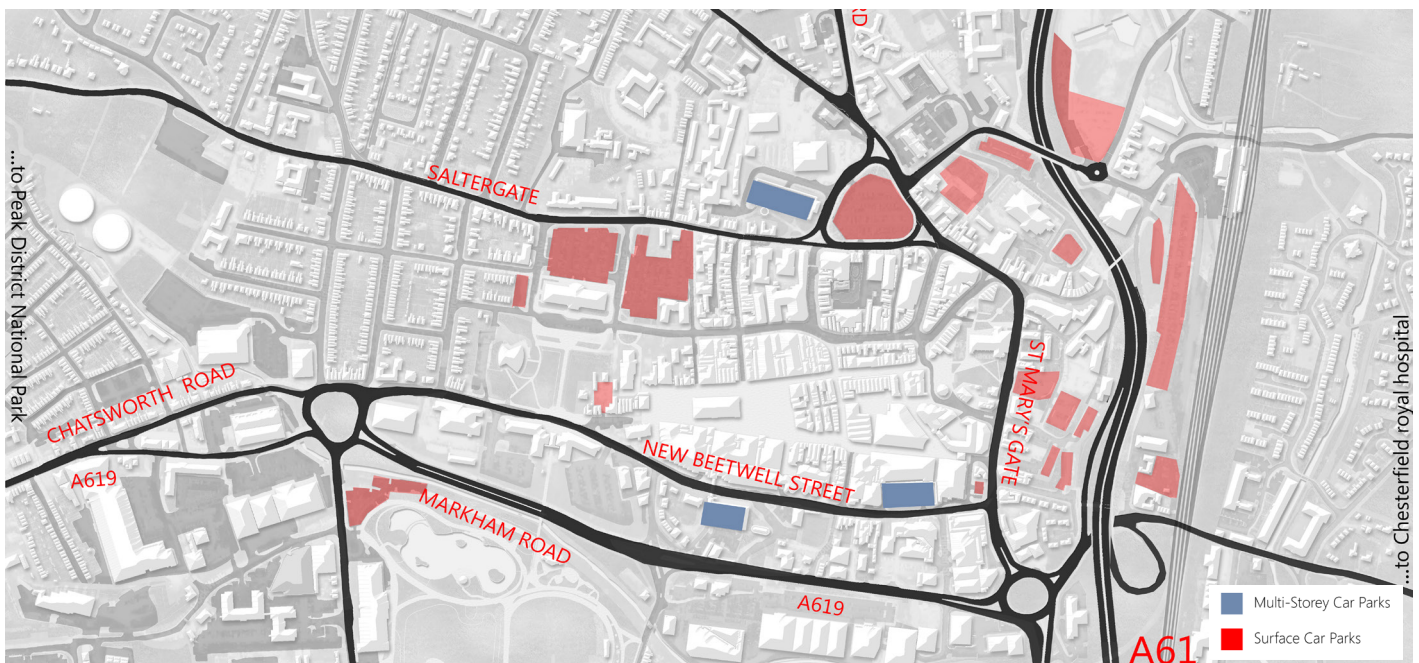 RD
SALTERGATE
...to Peak District National Park
CHATSWORTH ROAD
A619
ST MARY'S GATE
NEW BEETWELL STREET
MARKHAM ROAD
A619
...to Chesterfield royal hospital
A61
Multi-Storey Car Parks
Surface Car Parks